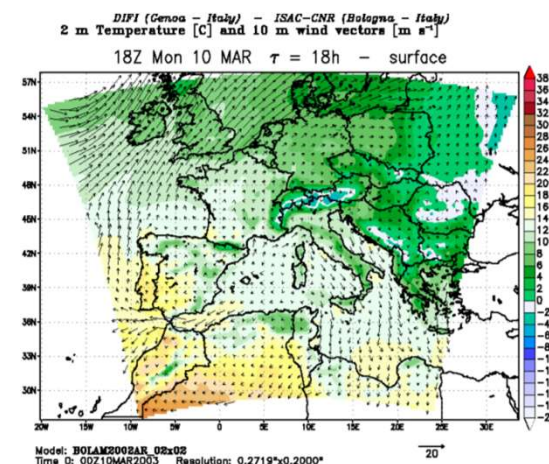 DIFI (Genoa - Italy) - ISAC-CNR (Bologna - Italy)
2 m Temperature [C] and 10 m wind vectors [m s⁻¹]
18Z Mon 10 MAR τ = 18h - surface
57N
54N
51N
48N
45N
42N
39N
36N
33N
30N
20W 15W 10W 5W 0 5E 10E 15E 20E 25E 30E
38
36
34
32
30
28
26
24
22
20
18
16
14
12
10
8
6
4
2
0
-2
-4
-6
-8
20
Model: BOLAM2002AR_02x02
Time 0: 00Z10MAR2003 Resolution: 0.2719°x0.2000°